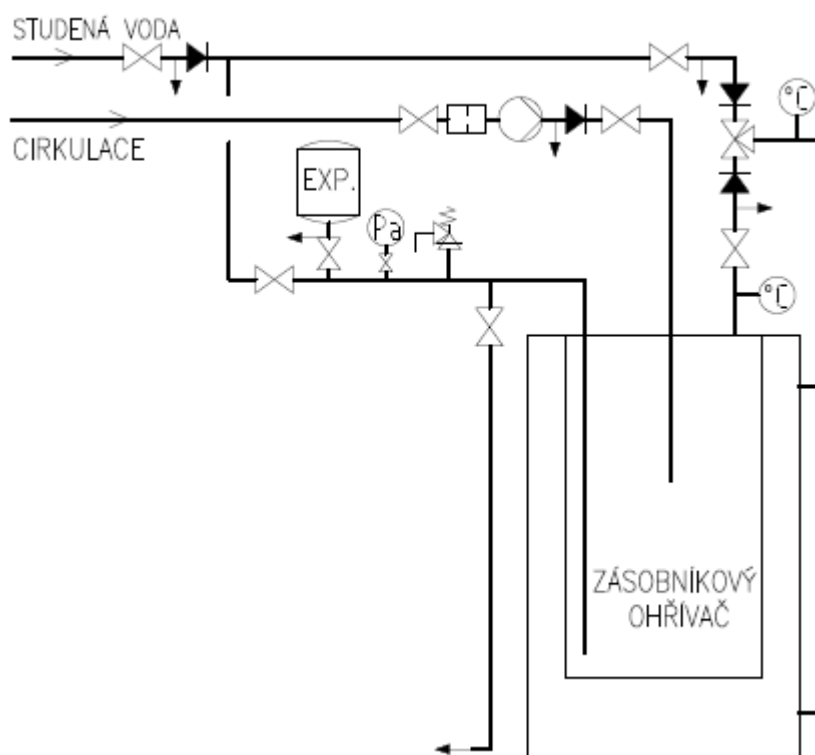 STUDENÁ VODA
°C
CIRKULACE
EXP.
Pa
°C
ZÁSOBNÍKOVÝ
OHŘÍVAČ